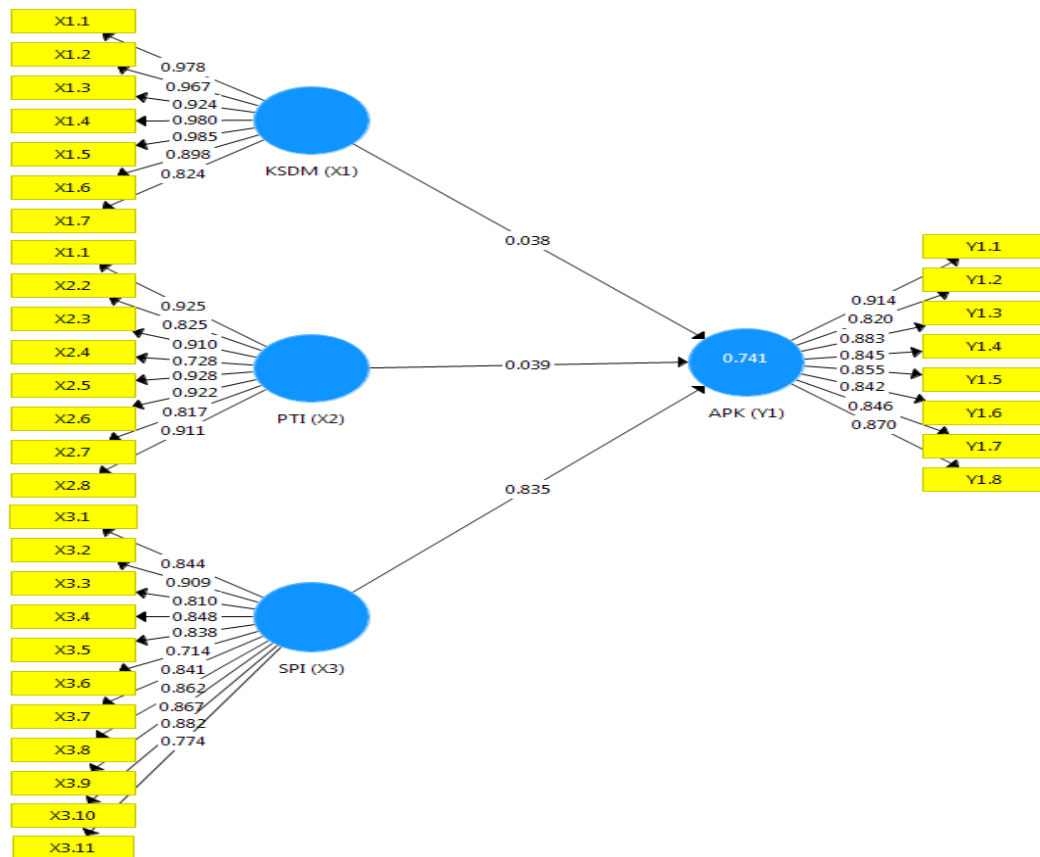 X1.1
X1.2
X1.3
X1.4
X1.5
X1.6
X1.7
0.978
0.967
0.924
0.980
0.985
0.898
0.824
KSDM (X1)
X1.1
X2.2
X2.3
X2.4
X2.5
X2.6
X2.7
X2.8
0.925
0.825
0.910
0.728
0.928
0.922
0.817
0.911
PTI (X2)
X3.1
X3.2
X3.3
X3.4
X3.5
X3.6
X3.7
X3.8
X3.9
X3.10
X3.11
0.844
0.909
0.810
0.848
0.838
0.714
0.841
0.862
0.867
0.882
0.774
SPI (X3)
0.038
0.039
0.835
0.741
APK (Y1)
0.914
0.820
0.883
0.845
0.855
0.842
0.846
0.870
Y1.1
Y1.2
Y1.3
Y1.4
Y1.5
Y1.6
Y1.7
Y1.8